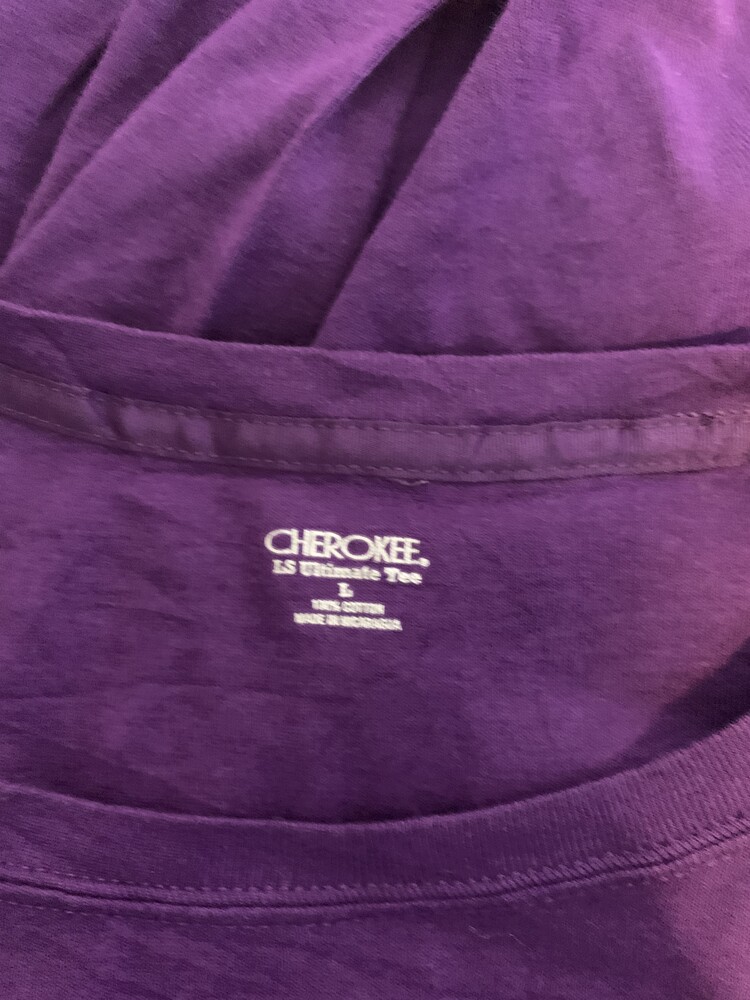 CHEROKEE®
LS Ultimate Tee
L
100% COTTON
MADE IN NICARAGUA